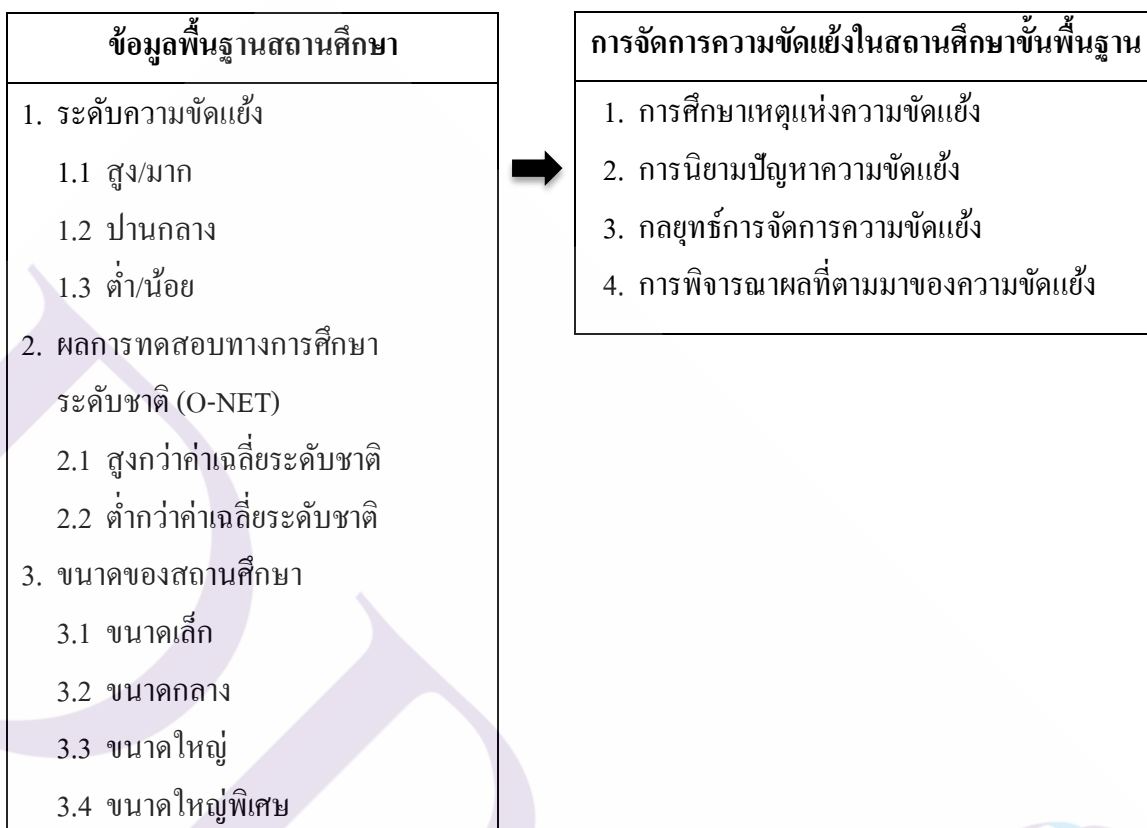 ข้อมูลพื้นฐานสถานศึกษา
1. ระดับความขัดแย้ง
1.1 สูง/มาก
1.2 ปานกลาง
1.3 ต่ำ/น้อย
2. ผลการทดสอบทางการศึกษา
ระดับชาติ (O-NET)
2.1 สูงกว่าค่าเฉลี่ยระดับชาติ
2.2 ต่ำกว่าค่าเฉลี่ยระดับชาติ
3. ขนาดของสถานศึกษา
3.1 ขนาดเล็ก
3.2 ขนาดกลาง
3.3 ขนาดใหญ่
3.4 ขนาดใหญ่พิเศษ
การจัดการความขัดแย้งในสถานศึกษาขั้นพื้นฐาน
1. การศึกษาเหตุแห่งความขัดแย้ง
2. การนิยามปัญหาความขัดแย้ง
3. กลยุทธ์การจัดการความขัดแย้ง
4. การพิจารณาผลที่ตามมาของความขัดแย้ง